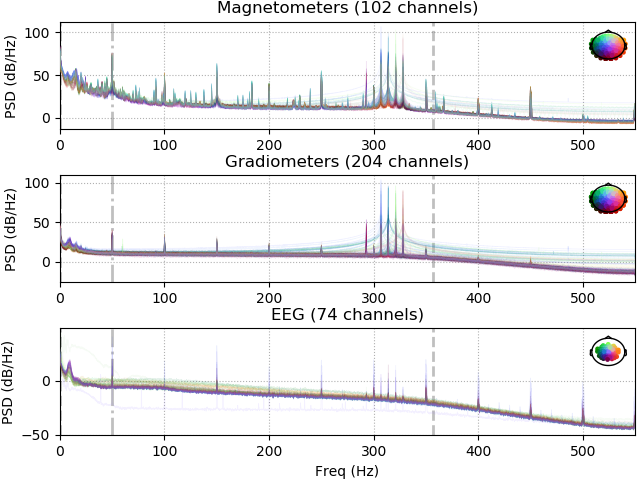 Magnetometers (102 channels)
PSD (dB/Hz)
100
50
0
0 100 200 300 400 500
Gradiometers (204 channels)
PSD (dB/Hz)
100
50
0
0 100 200 300 400 500
EEG (74 channels)
PSD (dB/Hz)
0
−50
0 100 200 300 400 500
Freq (Hz)